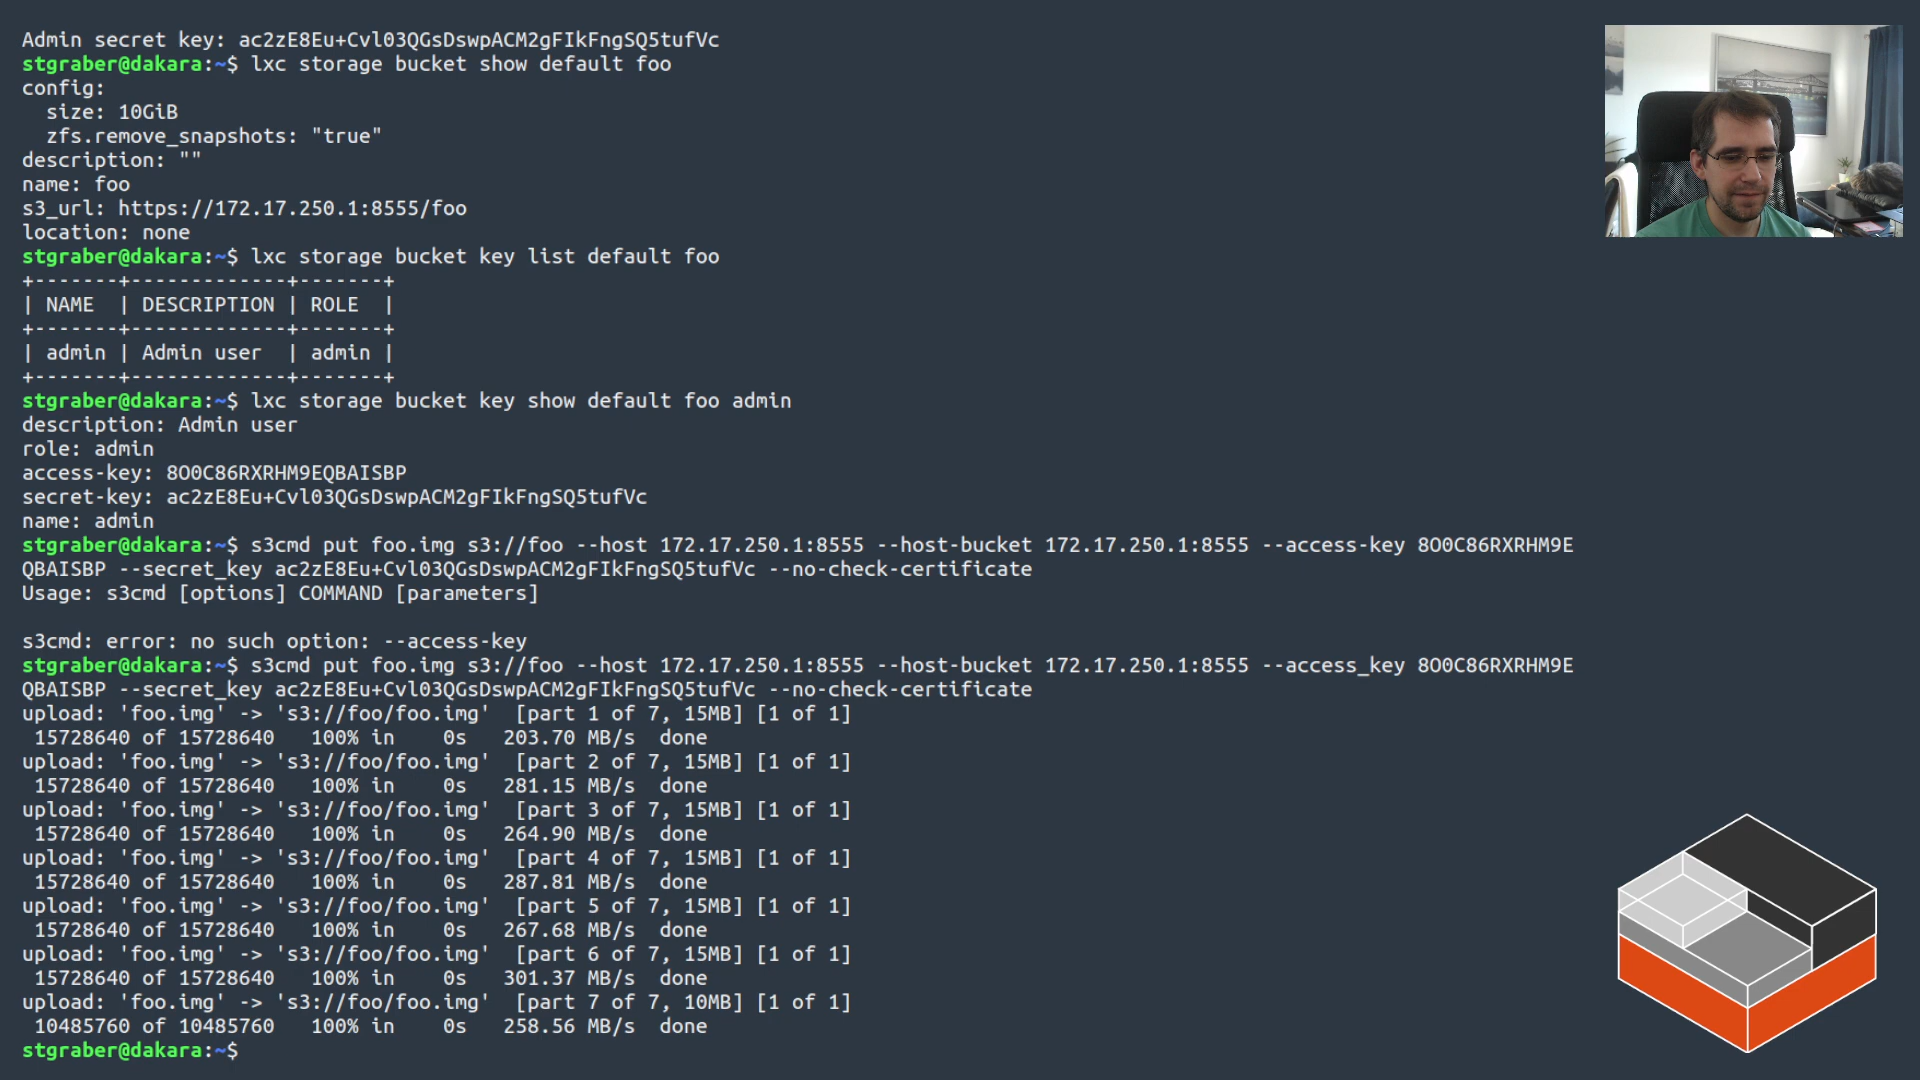 Admin secret key: ac2zE8Eu+Cvl03QGsDswpACM2gFIkFngSQ5tufVc
stgraber@dakara:~$ lxc storage bucket show default foo
config:
  size: 10GiB
  zfs.remove_snapshots: "true"
description: ""
name: foo
s3_url: https://172.17.250.1:8555/foo
location: none
stgraber@dakara:~$ lxc storage bucket key list default foo
+-------+-------------+-------+
| NAME  | DESCRIPTION | ROLE  |
+-------+-------------+-------+
| admin | Admin user  | admin |
+-------+-------------+-------+
stgraber@dakara:~$ lxc storage bucket key show default foo admin
description: Admin user
role: admin
access-key: 8O0C86RXRHM9EQBAISBP
secret-key: ac2zE8Eu+Cvl03QGsDswpACM2gFIkFngSQ5tufVc
name: admin
stgraber@dakara:~$ s3cmd put foo.img s3://foo --host 172.17.250.1:8555 --host-bucket 172.17.250.1:8555 --access-key 8O0C86RXRHM9E
QBAISBP --secret_key ac2zE8Eu+Cvl03QGsDswpACM2gFIkFngSQ5tufVc --no-check-certificate
Usage: s3cmd [options] COMMAND [parameters]

s3cmd: error: no such option: --access-key
stgraber@dakara:~$ s3cmd put foo.img s3://foo --host 172.17.250.1:8555 --host-bucket 172.17.250.1:8555 --access_key 8O0C86RXRHM9E
QBAISBP --secret_key ac2zE8Eu+Cvl03QGsDswpACM2gFIkFngSQ5tufVc --no-check-certificate
upload: 'foo.img' -> 's3://foo/foo.img'  [part 1 of 7, 15MB] [1 of 1]
 15728640 of 15728640   100% in    0s   203.70 MB/s  done
upload: 'foo.img' -> 's3://foo/foo.img'  [part 2 of 7, 15MB] [1 of 1]
 15728640 of 15728640   100% in    0s   281.15 MB/s  done
upload: 'foo.img' -> 's3://foo/foo.img'  [part 3 of 7, 15MB] [1 of 1]
 15728640 of 15728640   100% in    0s   264.90 MB/s  done
upload: 'foo.img' -> 's3://foo/foo.img'  [part 4 of 7, 15MB] [1 of 1]
 15728640 of 15728640   100% in    0s   287.81 MB/s  done
upload: 'foo.img' -> 's3://foo/foo.img'  [part 5 of 7, 15MB] [1 of 1]
 15728640 of 15728640   100% in    0s   267.68 MB/s  done
upload: 'foo.img' -> 's3://foo/foo.img'  [part 6 of 7, 15MB] [1 of 1]
 15728640 of 15728640   100% in    0s   301.37 MB/s  done
upload: 'foo.img' -> 's3://foo/foo.img'  [part 7 of 7, 10MB] [1 of 1]
 10485760 of 10485760   100% in    0s   258.56 MB/s  done
stgraber@dakara:~$